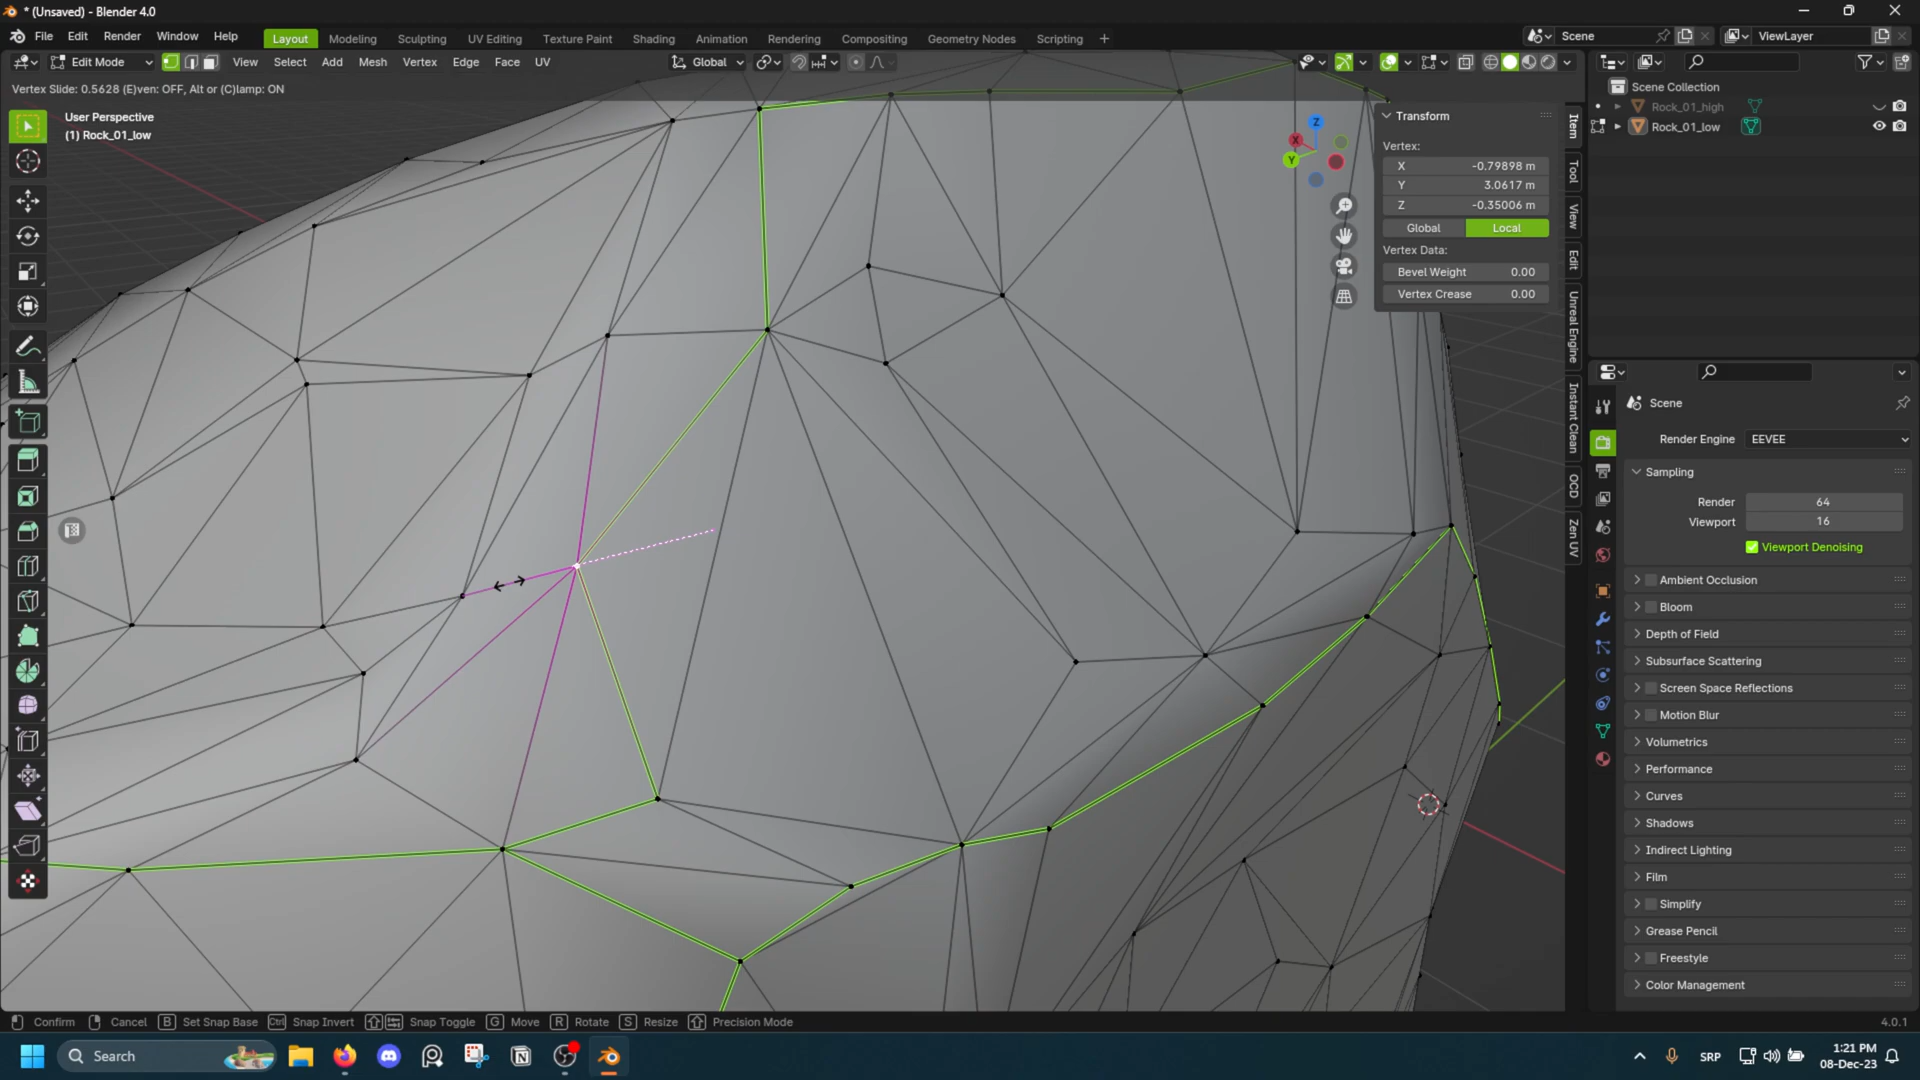 * (Unsaved) - Blender 4.0
File Edit Render Window Help Layout Modeling Sculpting UV Editing Texture Paint Shading Animation Rendering Compositing Geometry Nodes Scripting + Scene ViewLayer
Edit Mode View Select Add Mesh Vertex Edge Face UV Global
Vertex Slide: 0.5628 (E)ven: OFF, Alt or (C)lamp: ON
User Perspective
(1) Rock_01_low
Z
X
Y
Transform
Vertex:
X -0.79898 m
Y 3.0617 m
Z -0.35006 m
Global Local
Vertex Data:
Bevel Weight 0.00
Vertex Crease 0.00
Item
Tool
View
Edit
Unreal Engine
Instant Clean
OCD
Zen UV
Scene Collection
Rock_01_high
Rock_01_low
Scene
Render Engine EEVEE
Sampling
Render 64
Viewport 16
Viewport Denoising
Ambient Occlusion
Bloom
Depth of Field
Subsurface Scattering
Screen Space Reflections
Motion Blur
Volumetrics
Performance
Curves
Shadows
Indirect Lighting
Film
Simplify
Grease Pencil
Freestyle
Color Management
Confirm Cancel B Set Snap Base Ctrl Snap Invert Snap Toggle G Move R Rotate S Resize Precision Mode 4.0.1
Search SRP 1:21 PM
08-Dec-23